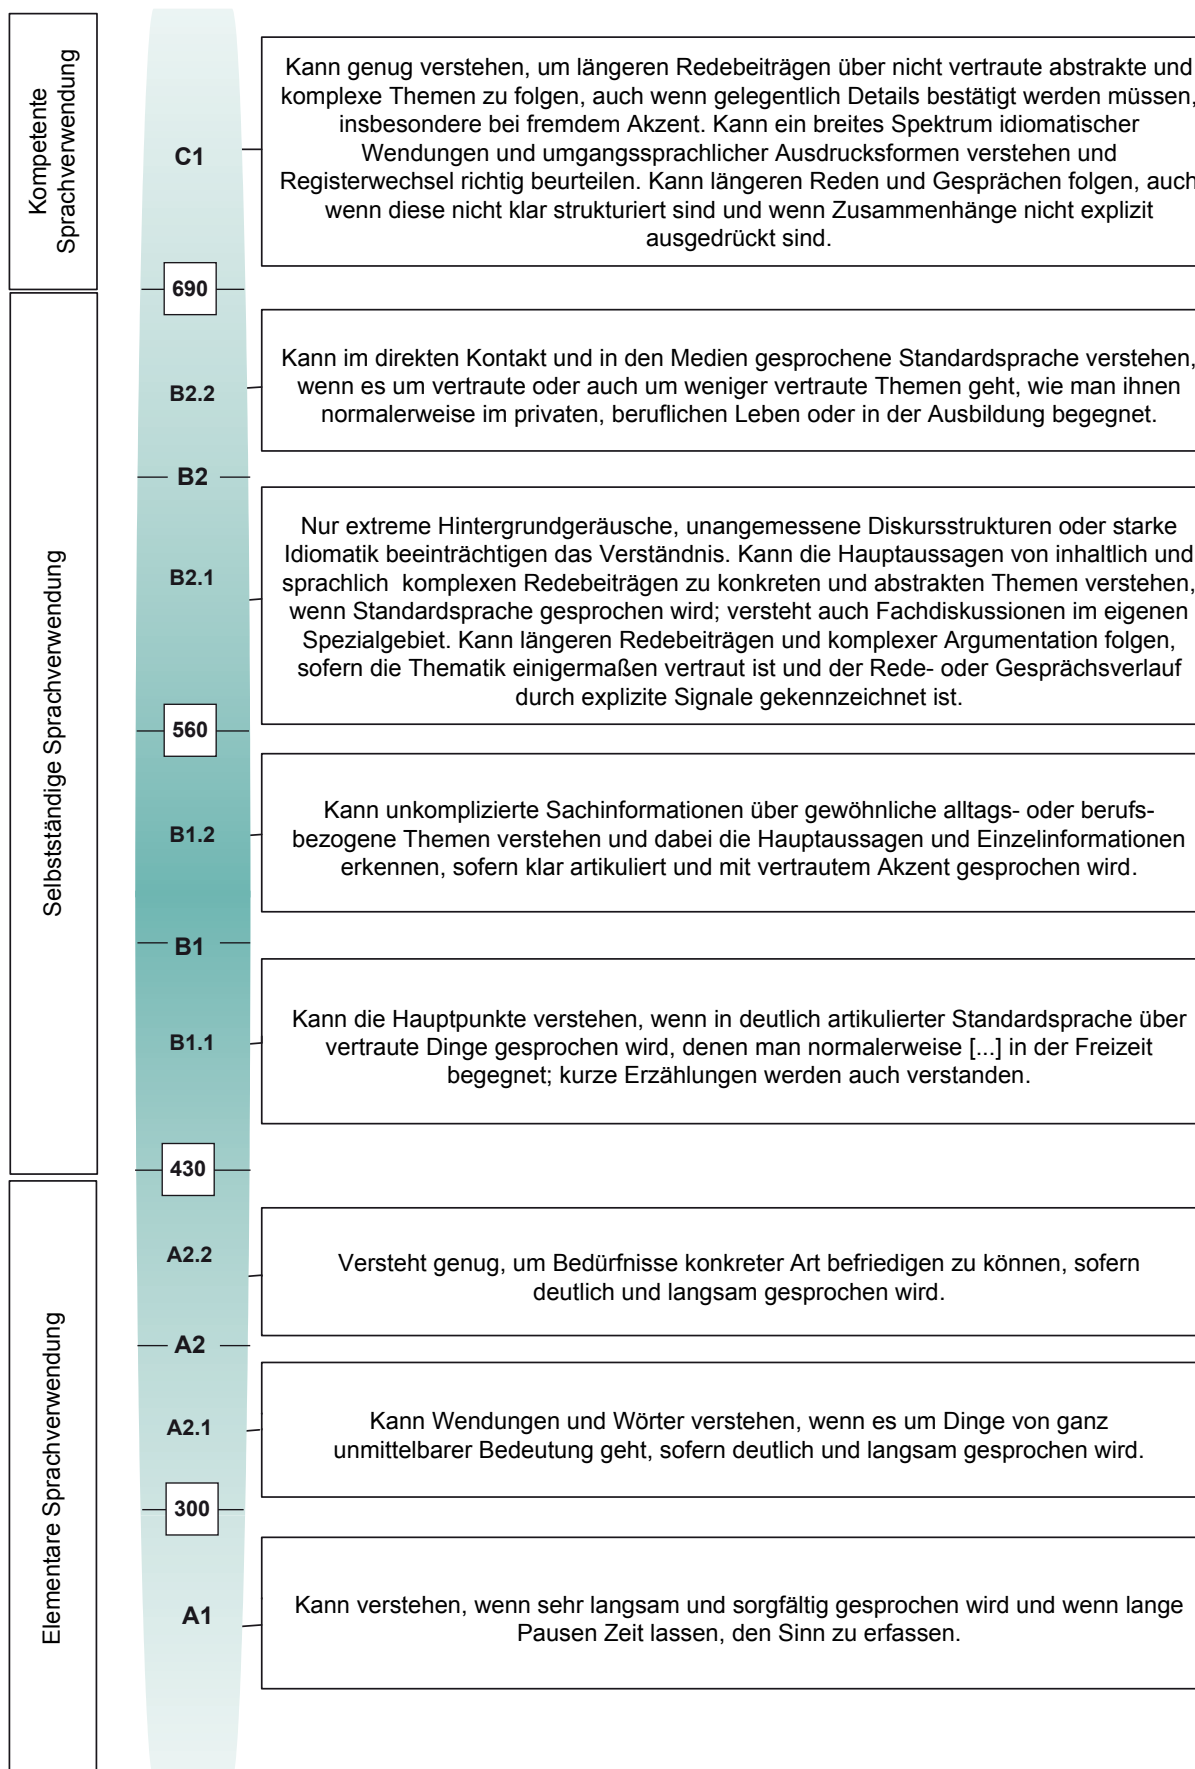 Kompetente
Sprachverwendung
C1
Kann genug verstehen, um längeren Redebeiträgen über nicht vertraute abstrakte und
komplexe Themen zu folgen, auch wenn gelegentlich Details bestätigt werden müssen,
insbesondere bei fremdem Akzent. Kann ein breites Spektrum idiomatischer
Wendungen und umgangssprachlicher Ausdrucksformen verstehen und
Registerwechsel richtig beurteilen. Kann längeren Reden und Gesprächen folgen, auch
wenn diese nicht klar strukturiert sind und wenn Zusammenhänge nicht explizit
ausgedrückt sind.
690
Selbstständige Sprachverwendung
B2.2
Kann im direkten Kontakt und in den Medien gesprochene Standardsprache verstehen,
wenn es um vertraute oder auch um weniger vertraute Themen geht, wie man ihnen
normalerweise im privaten, beruflichen Leben oder in der Ausbildung begegnet.
B2
B2.1
Nur extreme Hintergrundgeräusche, unangemessene Diskursstrukturen oder starke
Idiomatik beeinträchtigen das Verständnis. Kann die Hauptaussagen von inhaltlich und
sprachlich komplexen Redebeiträgen zu konkreten und abstrakten Themen verstehen,
wenn Standardsprache gesprochen wird; versteht auch Fachdiskussionen im eigenen
Spezialgebiet. Kann längeren Redebeiträgen und komplexer Argumentation folgen,
sofern die Thematik einigermaßen vertraut ist und der Rede- oder Gesprächsverlauf
durch explizite Signale gekennzeichnet ist.
560
B1.2
Kann unkomplizierte Sachinformationen über gewöhnliche alltags- oder berufs-
bezogene Themen verstehen und dabei die Hauptaussagen und Einzelinformationen
erkennen, sofern klar artikuliert und mit vertrautem Akzent gesprochen wird.
B1
B1.1
Kann die Hauptpunkte verstehen, wenn in deutlich artikulierter Standardsprache über
vertraute Dinge gesprochen wird, denen man normalerweise [...] in der Freizeit
begegnet; kurze Erzählungen werden auch verstanden.
430
Elementare Sprachverwendung
A2.2
Versteht genug, um Bedürfnisse konkreter Art befriedigen zu können, sofern
deutlich und langsam gesprochen wird.
A2
A2.1
Kann Wendungen und Wörter verstehen, wenn es um Dinge von ganz
unmittelbarer Bedeutung geht, sofern deutlich und langsam gesprochen wird.
300
A1
Kann verstehen, wenn sehr langsam und sorgfältig gesprochen wird und wenn lange
Pausen Zeit lassen, den Sinn zu erfassen.